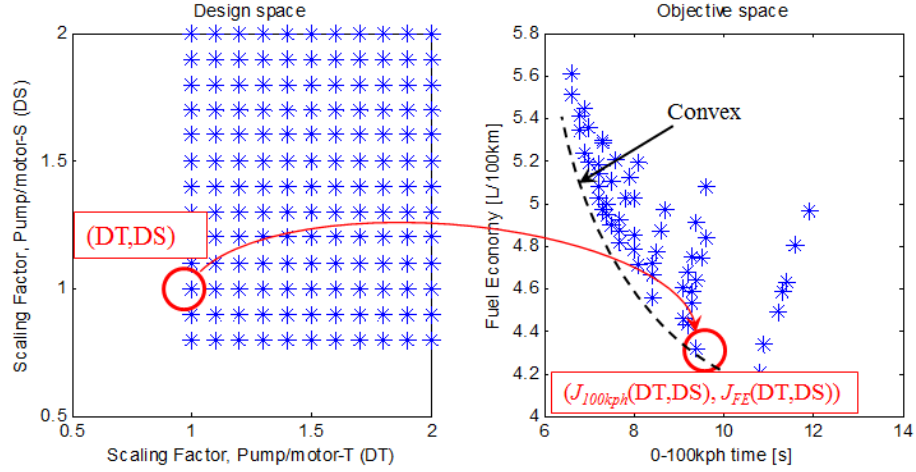 Design space
Scaling Factor, Pump/motor-S (DS)
2
1.5
1
0.5
(DT,DS)
0.5
1
1.5
2
Scaling Factor, Pump/motor-T (DT)
Objective space
Fuel Economy [L/100km]
5.8
5.6
5.4
5.2
5
4.8
4.6
4.4
4.2
4
Convex
(J100kph(DT,DS), JFE(DT,DS))
6
8
10
12
14
0-100kph time [s]